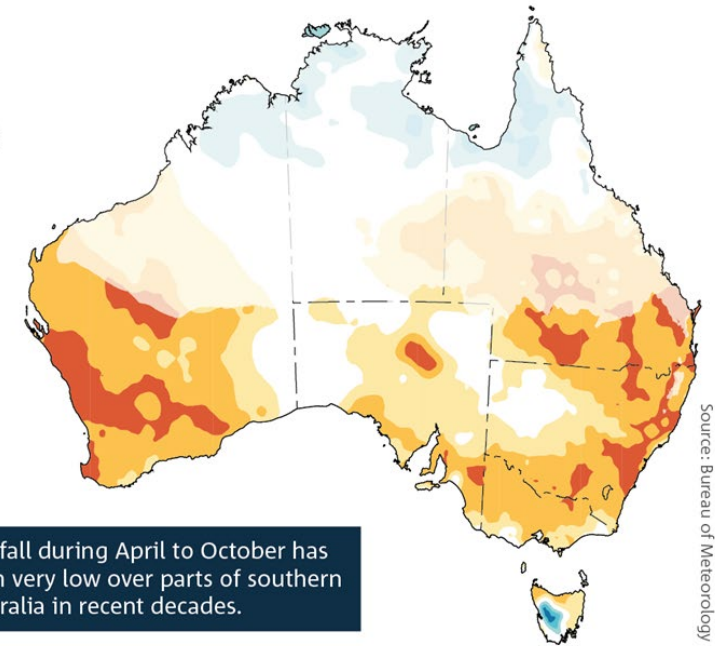 fall during April to October has
very low over parts of southern
in recent decades.
Source: Bureau of Meteorology